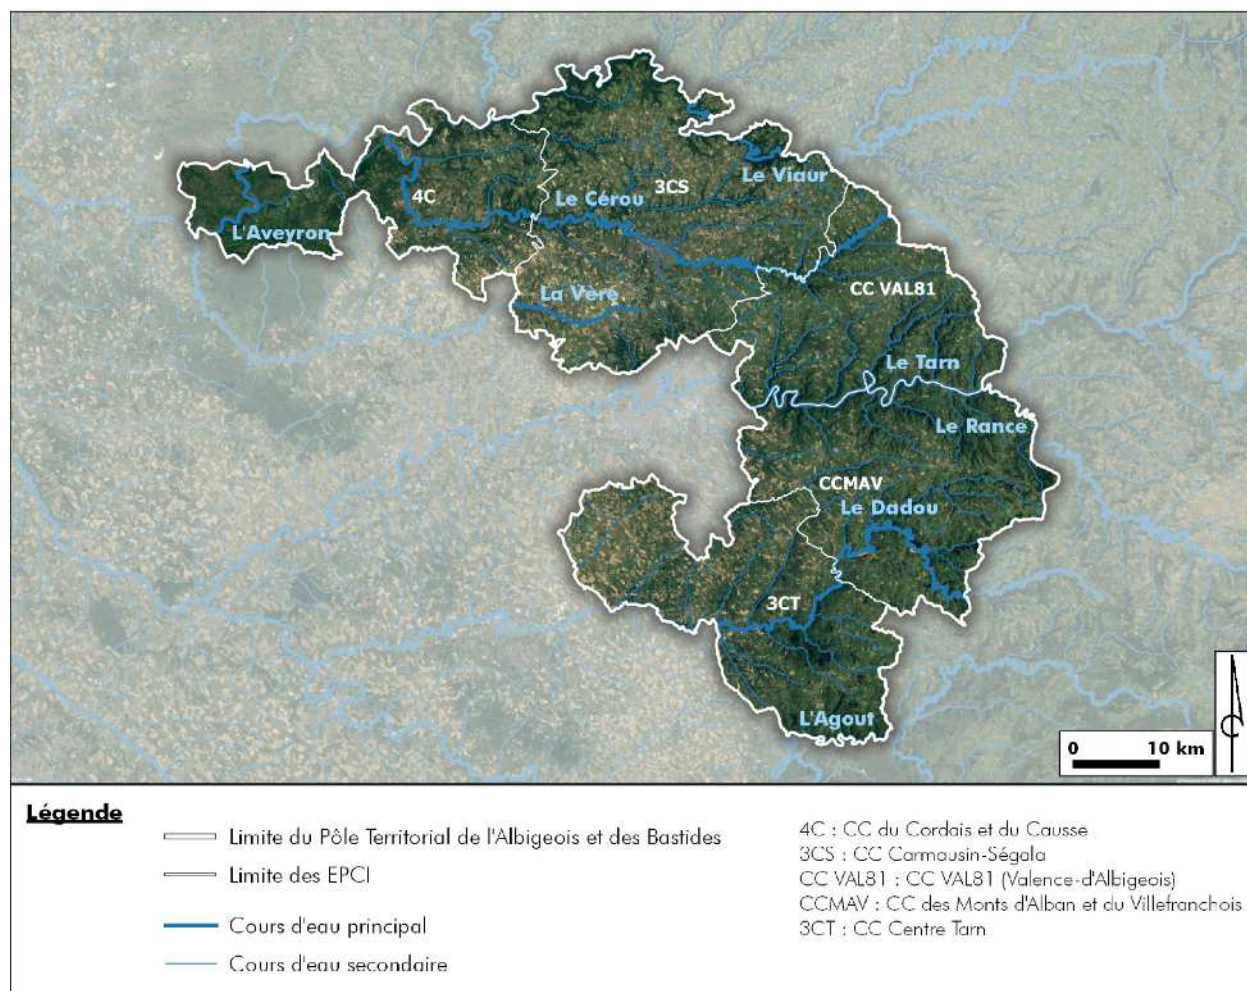 Le Viaur
3CS
4C
Le Cérou
L'Aveyron
CC VAL81
La Vère
Le Tarn
Le Rance
CCMAV
Le Dadou
3CT
L'Agout
0 10 km
Légende
Limite du Pôle Territorial de l'Albigeois et des Bastides
Limite des EPCI
Cours d'eau principal
Cours d'eau secondaire
4C : CC du Cordais et du Causse
3CS : CC Carmausin-Ségala
CC VAL81 : CC VAL81 (Valence-d'Albigeois)
CCMAV : CC des Monts d'Alban et du Villefranchois
3CT : CC Centre Tarn